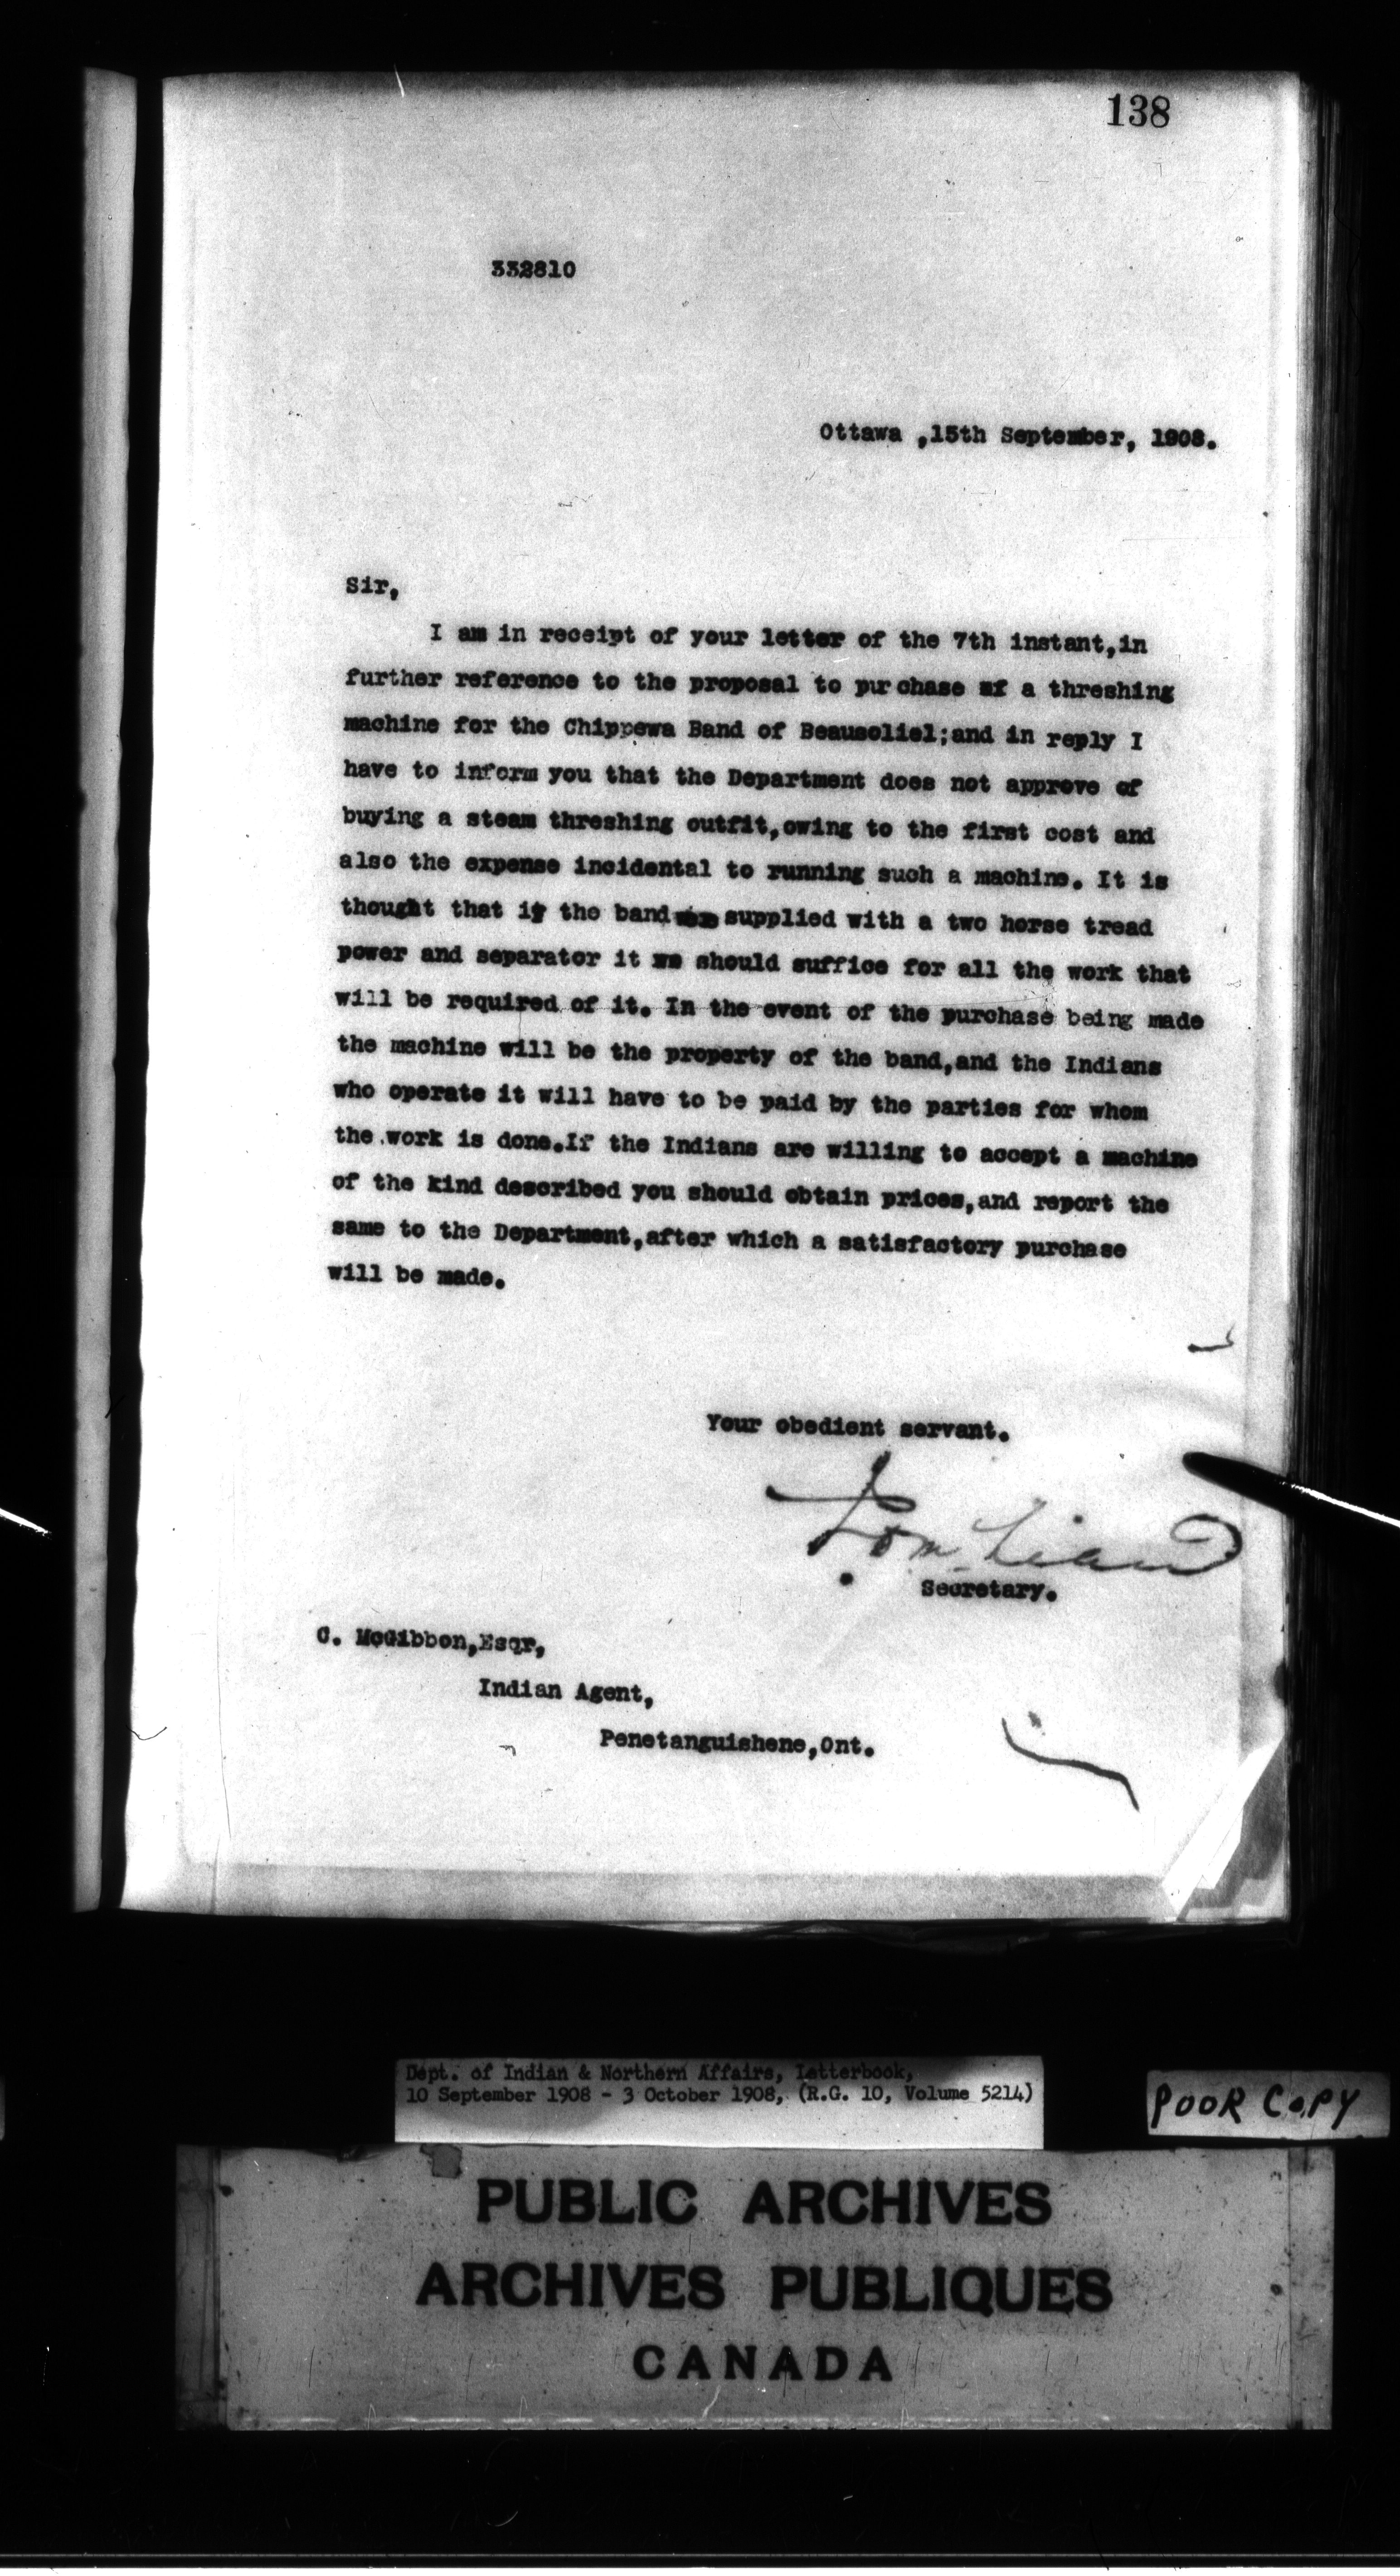 138
332810
Ottawa ,15th September, 1908.
Sir,
I am in receipt of your letter of the 7th instant,in
further reference to the proposal to purchase of a threshing
machine for the Chippewa Band of Beausoliel;and in reply I
have to inform you that the Department does not approve of
buying a steam threshing outfit,owing to the first cost and
also the expense incidental to running such a machine. It is
thought that if the band supplied with a two horse tread
power and separator it should suffice for all the work that
will be required of it. In the event of the purchase being made
the machine will be the property of the band,and the Indians
who operate it will have to be paid by the parties for whom
the work is done.If the Indians are willing to accept a machine
of the kind described you should obtain prices,and report the
same to the Department,after which a satisfactory purchase
will be made.
Your obedient servant.
Secretary.
C. McGibbon,Esqr,
Indian Agent,
Penetanguishene,Ont.
Dept. of Indian & Northern Affairs, Letterbook,
10 September 1908 - 3 October 1908, (R.G. 10, Volume 5214)
POOR COPY
PUBLIC ARCHIVES
ARCHIVES PUBLIQUES
CANADA